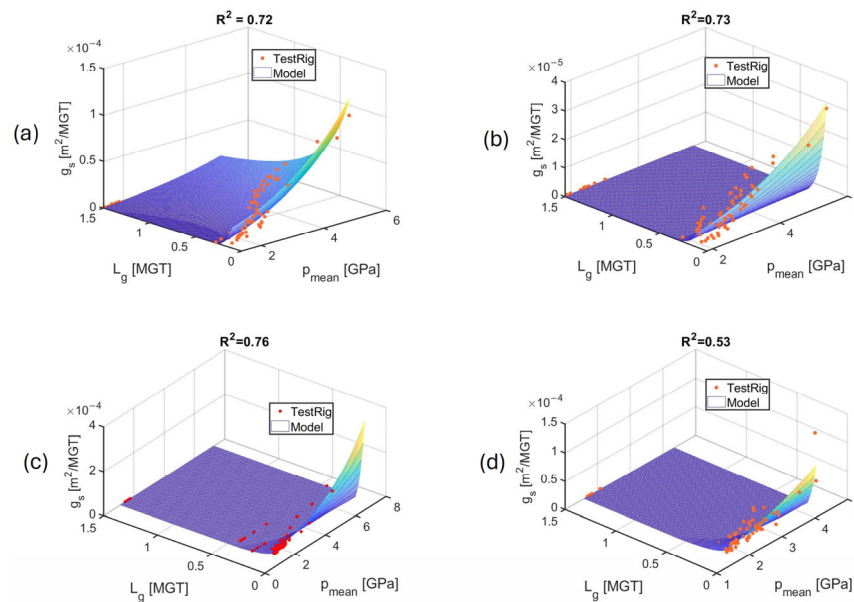 (a)
R² = 0.72
×10⁻⁴
TestRig
Model
g_s [m²/MGT]
1.5
1
0.5
0
1.5
1
0.5
0
L_g [MGT]
2
4
6
p_mean [GPa]
(b)
R²=0.73
×10⁻⁵
TestRig
Model
g_s [m²/MGT]
4
3
2
1
0
1.5
1
0.5
0
L_g [MGT]
2
4
p_mean [GPa]
(c)
R²=0.76
×10⁻⁴
TestRig
Model
g_s [m²/MGT]
4
2
0
1.5
1
0.5
0
L_g [MGT]
0
2
4
6
8
p_mean [GPa]
(d)
R²=0.53
×10⁻⁴
TestRig
Model
g_s [m²/MGT]
1.5
1
0.5
0
1.5
1
0.5
0
L_g [MGT]
1
2
3
4
p_mean [GPa]